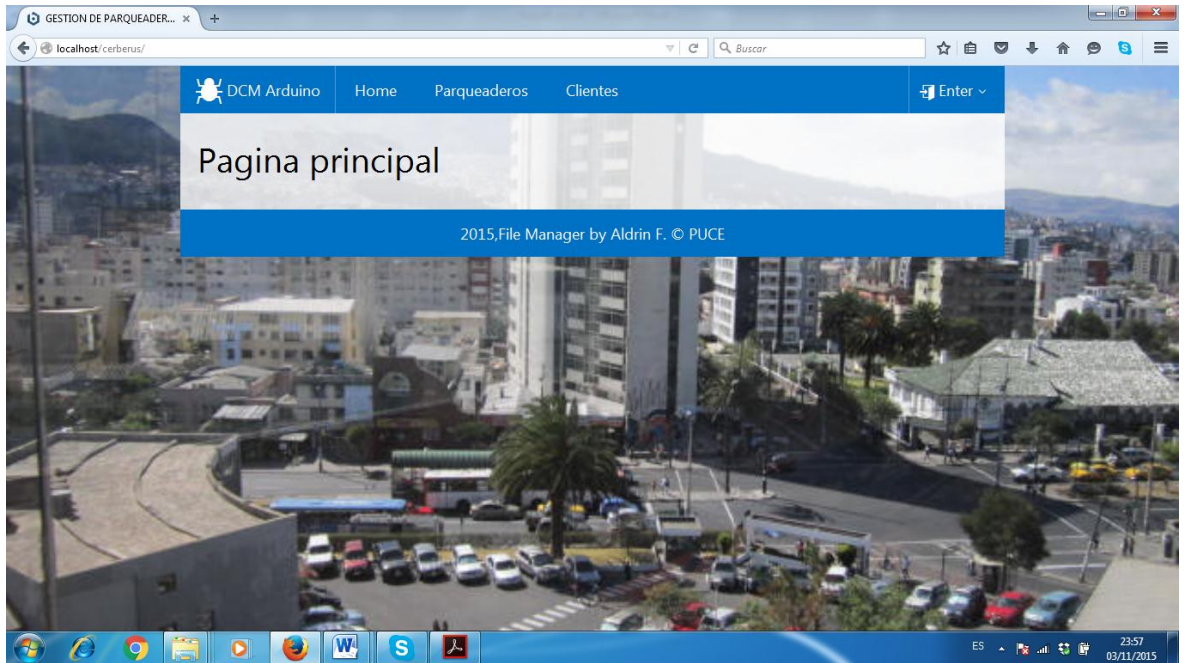 GESTION DE PARQUEADER...
localhost/cerberus/
Buscar
DCM Arduino Home Parqueaderos Clientes Enter
Pagina principal
2015,File Manager by Aldrin F. © PUCE
ES
23:57
03/11/2015